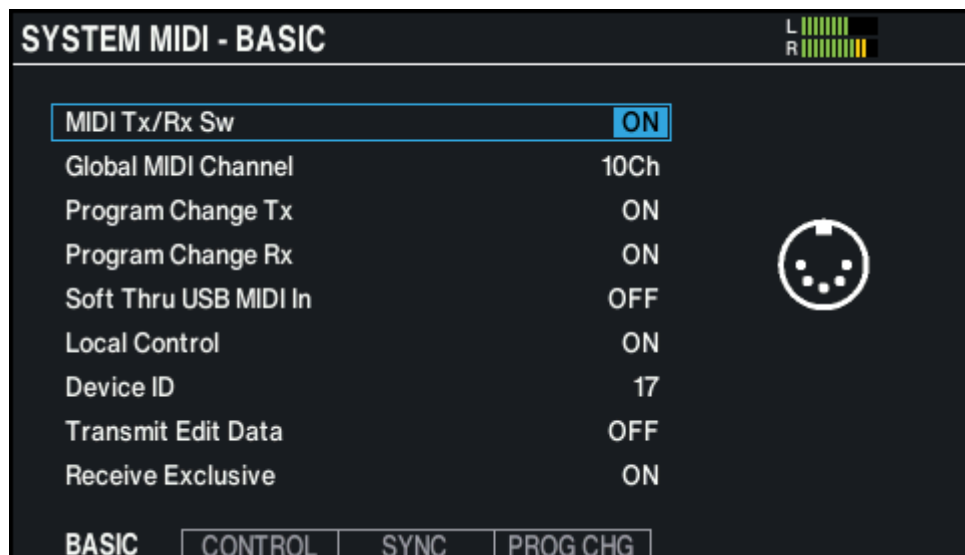 SYSTEM MIDI - BASIC
L
R
MIDI Tx/Rx Sw ON
Global MIDI Channel 10Ch
Program Change Tx ON
Program Change Rx ON
Soft Thru USB MIDI In OFF
Local Control ON
Device ID 17
Transmit Edit Data OFF
Receive Exclusive ON
BASIC CONTROL SYNC PROG CHG